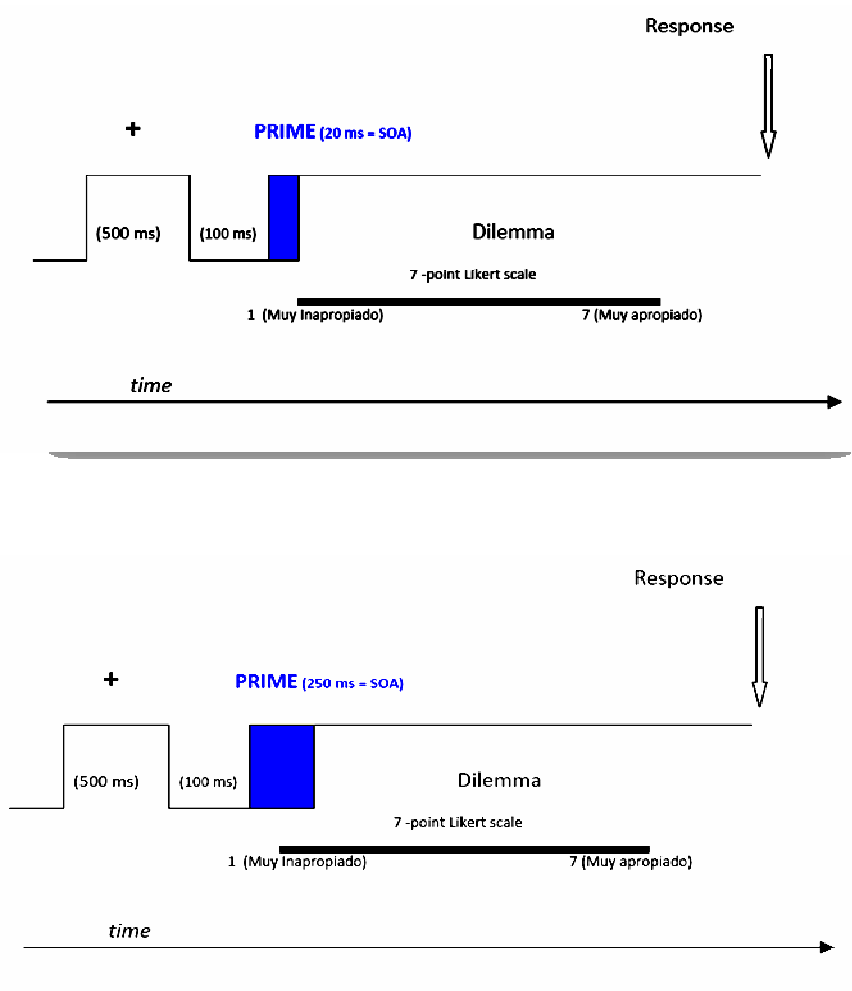 Response
+
PRIME (20 ms = SOA)
(500 ms)
(100 ms)
Dilemma
7 -point Likert scale
1 (Muy Inapropiado)
7 (Muy apropiado)
time
Response
+
PRIME (250 ms = SOA)
(500 ms)
(100 ms)
Dilemma
7 -point Likert scale
1 (Muy Inapropiado)
7 (Muy apropiado)
time